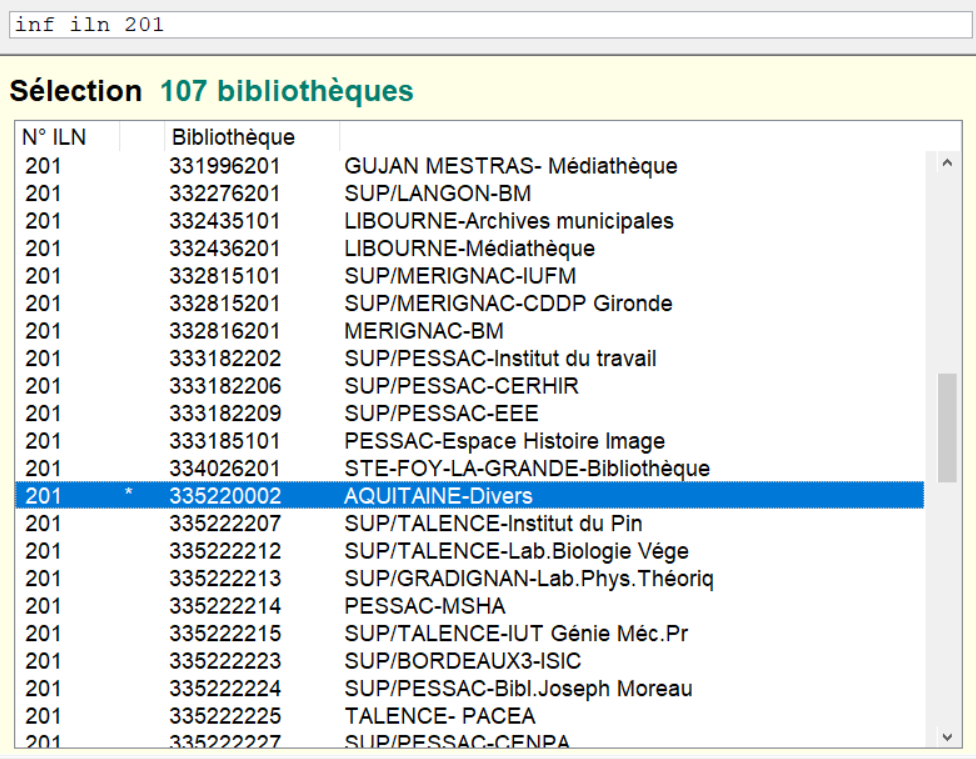 inf iln 201
Sélection 107 bibliothèques
N° ILN Bibliothèque
201 331996201 GUJAN MESTRAS- Médiathèque
201 332276201 SUP/LANGON-BM
201 332435101 LIBOURNE-Archives municipales
201 332436201 LIBOURNE-Médiathèque
201 332815101 SUP/MERIGNAC-IUFM
201 332815201 SUP/MERIGNAC-CDDP Gironde
201 332816201 MERIGNAC-BM
201 333182202 SUP/PESSAC-Institut du travail
201 333182206 SUP/PESSAC-CERHIR
201 333182209 SUP/PESSAC-EEE
201 333185101 PESSAC-Espace Histoire Image
201 334026201 STE-FOY-LA-GRANDE-Bibliothèque
201 * 335220002 AQUITAINE-Divers
201 335222207 SUP/TALENCE-Institut du Pin
201 335222212 SUP/TALENCE-Lab.Biologie Vége
201 335222213 SUP/GRADIGNAN-Lab.Phys.Théoriq
201 335222214 PESSAC-MSHA
201 335222215 SUP/TALENCE-IUT Génie Méc.Pr
201 335222223 SUP/BORDEAUX3-ISIC
201 335222224 SUP/PESSAC-Bibl.Joseph Moreau
201 335222225 TALENCE- PACEA
201 335222227 SUP/PESSAC-CENPA